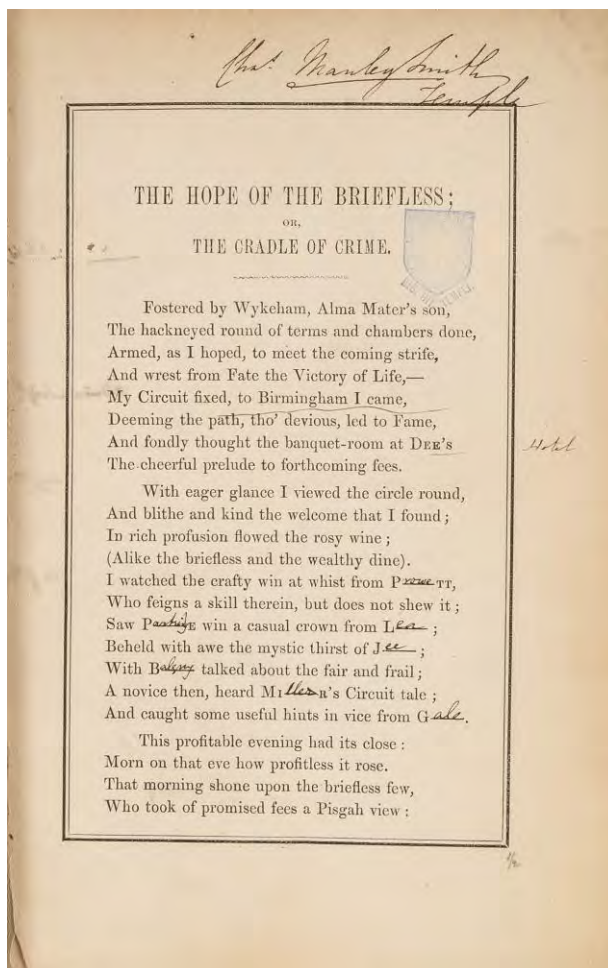 Chas. Manley Smith
Temple
THE HOPE OF THE BRIEFLESS;
OR,
THE CRADLE OF CRIME.
Fostered by Wykeham, Alma Mater's son,
The hackneyed round of terms and chambers done,
Armed, as I hoped, to meet the coming strife,
And wrest from Fate the Victory of Life,—
My Circuit fixed, to Birmingham I came,
Deeming the path, tho' devious, led to Fame,
And fondly thought the banquet-room at DEE'S
Hotel
The cheerful prelude to forthcoming fees.
With eager glance I viewed the circle round,
And blithe and kind the welcome that I found;
In rich profusion flowed the rosy wine;
(Alike the briefless and the wealthy dine).
I watched the crafty win at whist from PTT,
Who feigns a skill therein, but does not shew it;
Saw win a casual crown from Lea;
Beheld with awe the mystic thirst of Jee;
With talked about the fair and frail;
A novice then, heard MIllER's Circuit tale;
And caught some useful hints in vice from Gale.
This profitable evening had its close:
Morn on that eve how profitless it rose.
That morning shone upon the briefless few,
Who took of promised fees a Pisgah view: